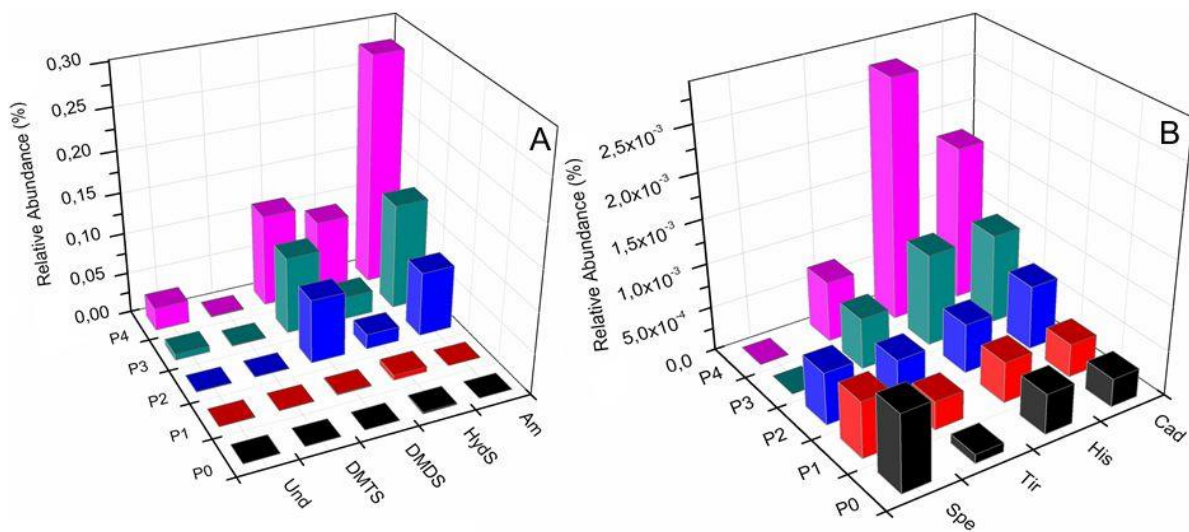 A
Relative Abundance (%)
0,30
0,25
0,20
0,15
0,10
0,05
0,00
P4
P3
P2
P1
P0
Und
DMTS
DMDS
HydS
Am
B
Relative Abundance (%)
2,5x10⁻³
2,0x10⁻³
1,5x10⁻³
1,0x10⁻³
5,0x10⁻⁴
0,0
P4
P3
P2
P1
P0
Spe
Tir
His
Cad